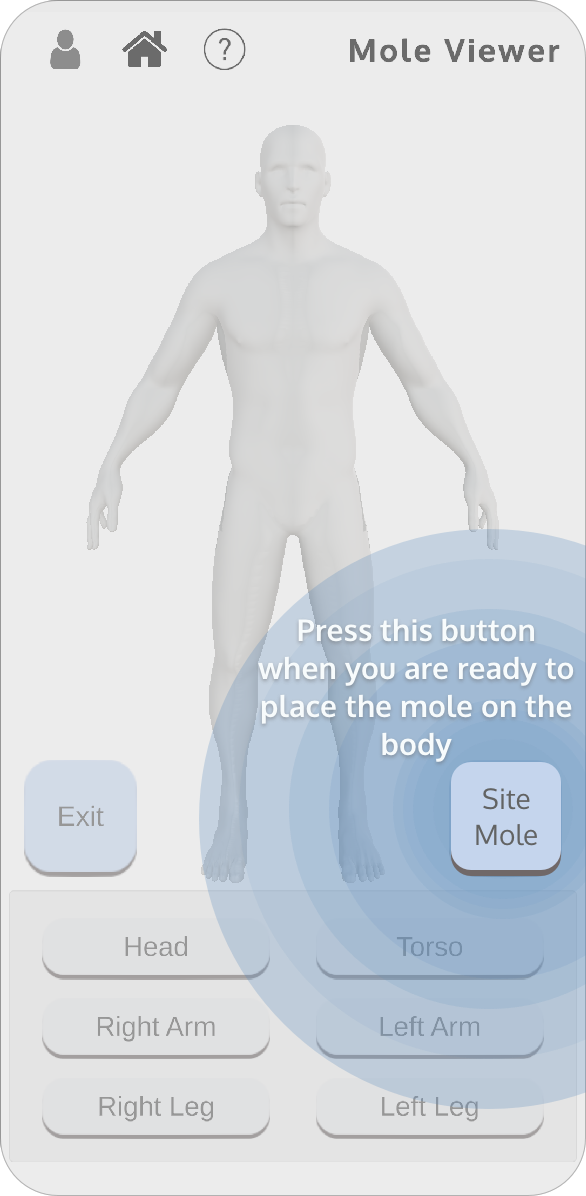 ?
Mole Viewer
Press this button
when you are ready to
place the mole on the
body
Exit
Site
Mole
Head
Torso
Right Arm
Left Arm
Right Leg
Left Leg